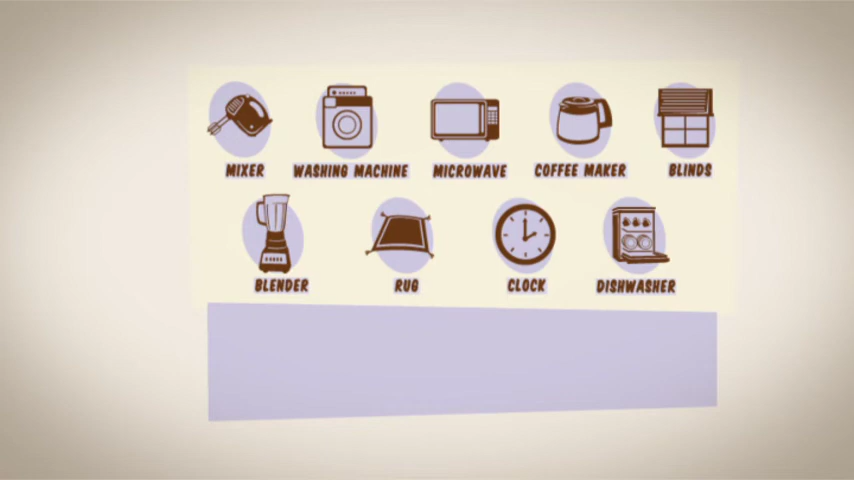 MIXER
WASHING MACHINE
MICROWAVE
COFFEE MAKER
BLINDS
BLENDER
RUG
CLOCK
DISHWASHER